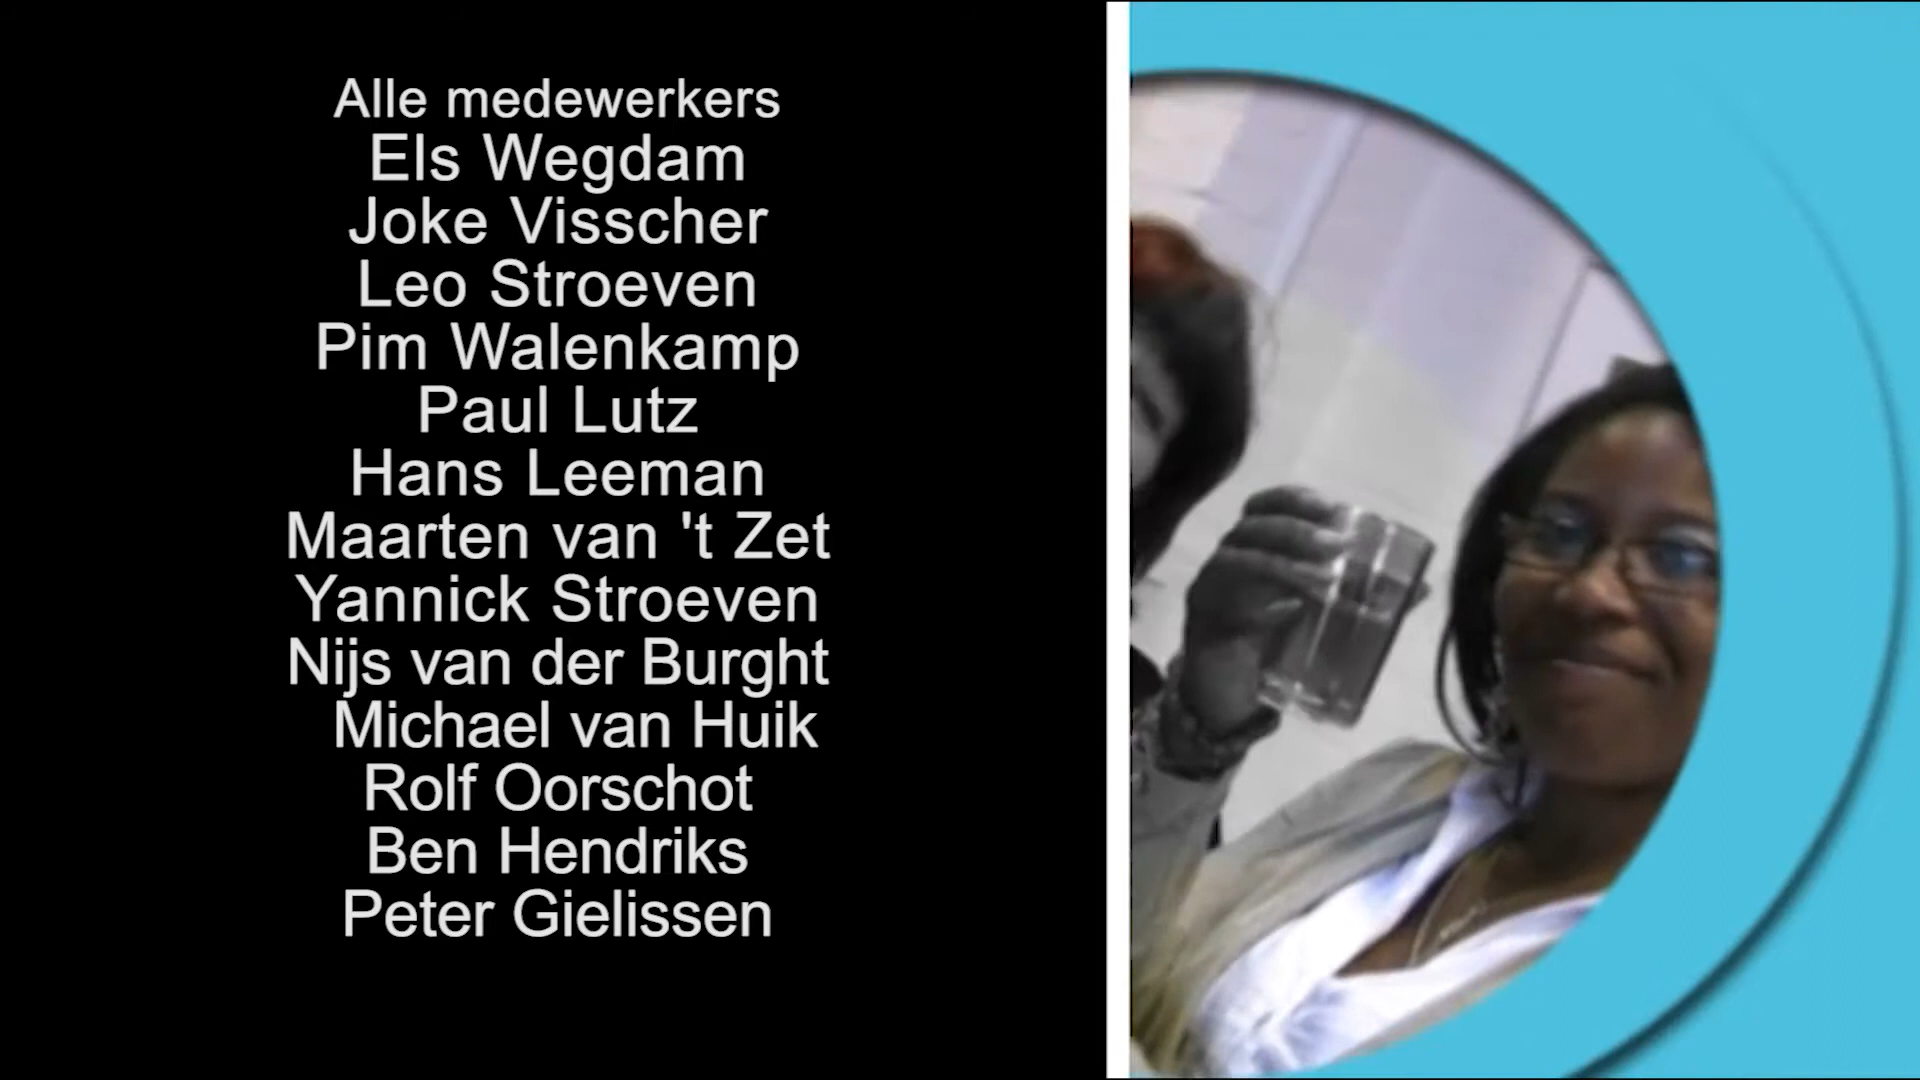 Alle medewerkers
Els Wegdam
Joke Visscher
Leo Stroeven
Pim Walenkamp
Paul Lutz
Hans Leeman
Maarten van 't Zet
Yannick Stroeven
Nijs van der Burght
Michael van Huik
Rolf Oorschot
Ben Hendriks
Peter Gielissen